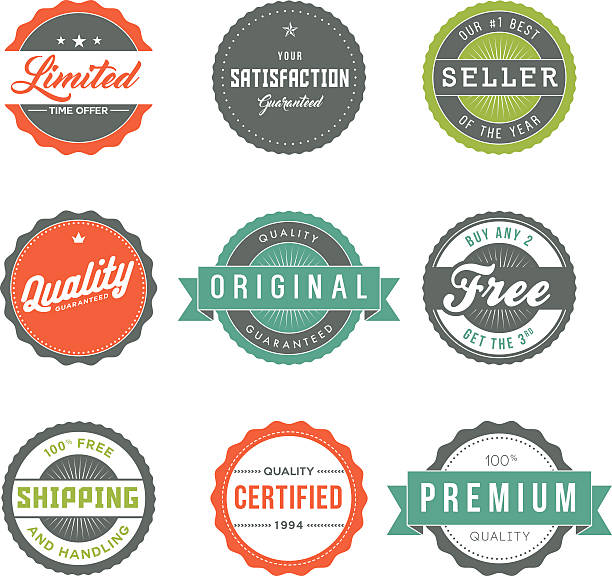 Limited
TIME OFFER
YOUR
SATISFACTION
Guaranteed
OUR #1 BEST
SELLER
OF THE YEAR
Quality
GUARANTEED
QUALITY
ORIGINAL
GUARANTEED
BUY ANY 2
Free
GET THE 3RD
100% FREE
SHIPPING
AND HANDLING
QUALITY
CERTIFIED
1994
100%
PREMIUM
QUALITY